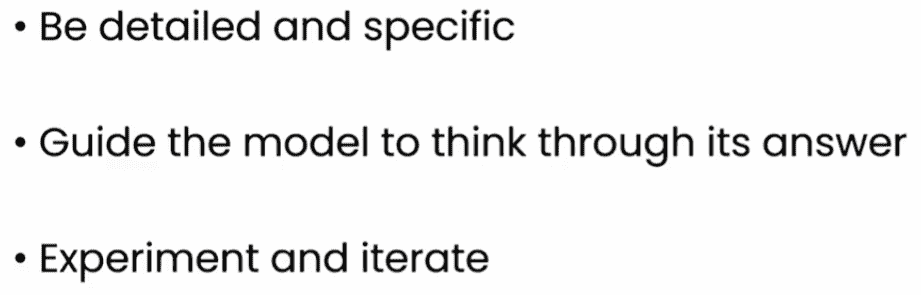 • Be detailed and specific
• Guide the model to think through its answer
• Experiment and iterate